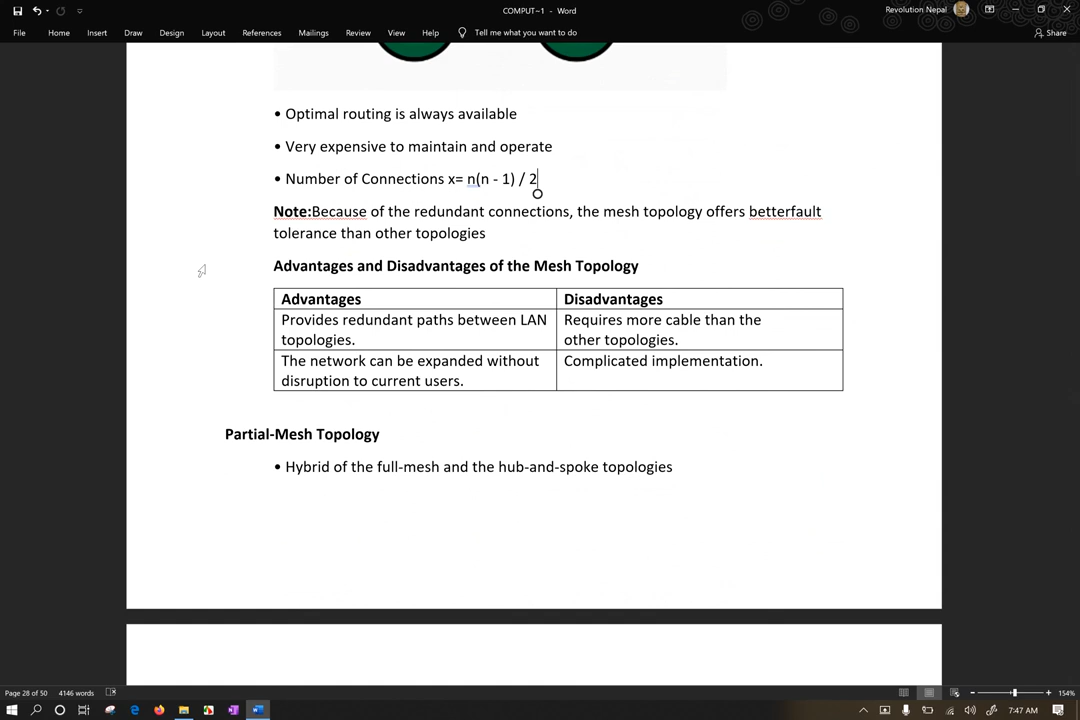 COMPUT~1 - Word
Revolution Nepal
File Home Insert Draw Design Layout References Mailings Review View Help Tell me what you want to do Share
• Optimal routing is always available
• Very expensive to maintain and operate
• Number of Connections x= n(n - 1) / 2
Note:Because of the redundant connections, the mesh topology offers betterfault
tolerance than other topologies
Advantages and Disadvantages of the Mesh Topology
Advantages Disadvantages
Provides redundant paths between LAN Requires more cable than the
topologies. other topologies.
The network can be expanded without Complicated implementation.
disruption to current users.
Partial-Mesh Topology
• Hybrid of the full-mesh and the hub-and-spoke topologies
Page 28 of 50 4146 words 154%
7:47 AM